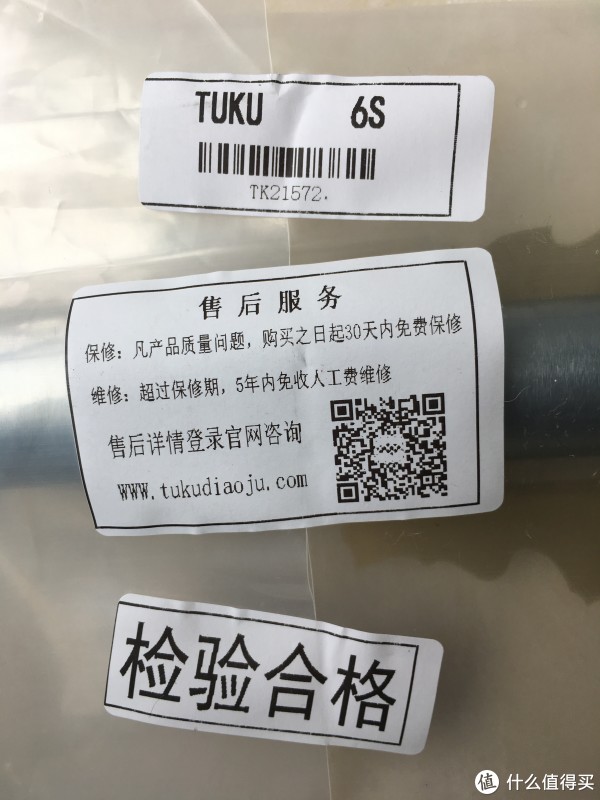 TUKU 6S
TK21572.
售后服务
保修：凡产品质量问题，购买之日起30天内免费保修
维修：超过保修期，5年内免收人工费维修
售后详情登录官网咨询
WWW.tukudiaoju.com
检验合格
值 什么值得买